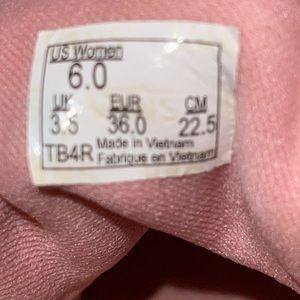 US Women
6.0
UK EUR CM
3.5 36.0 22.5
TB4R Made in Vietnam
Fabriqué en Vietnam